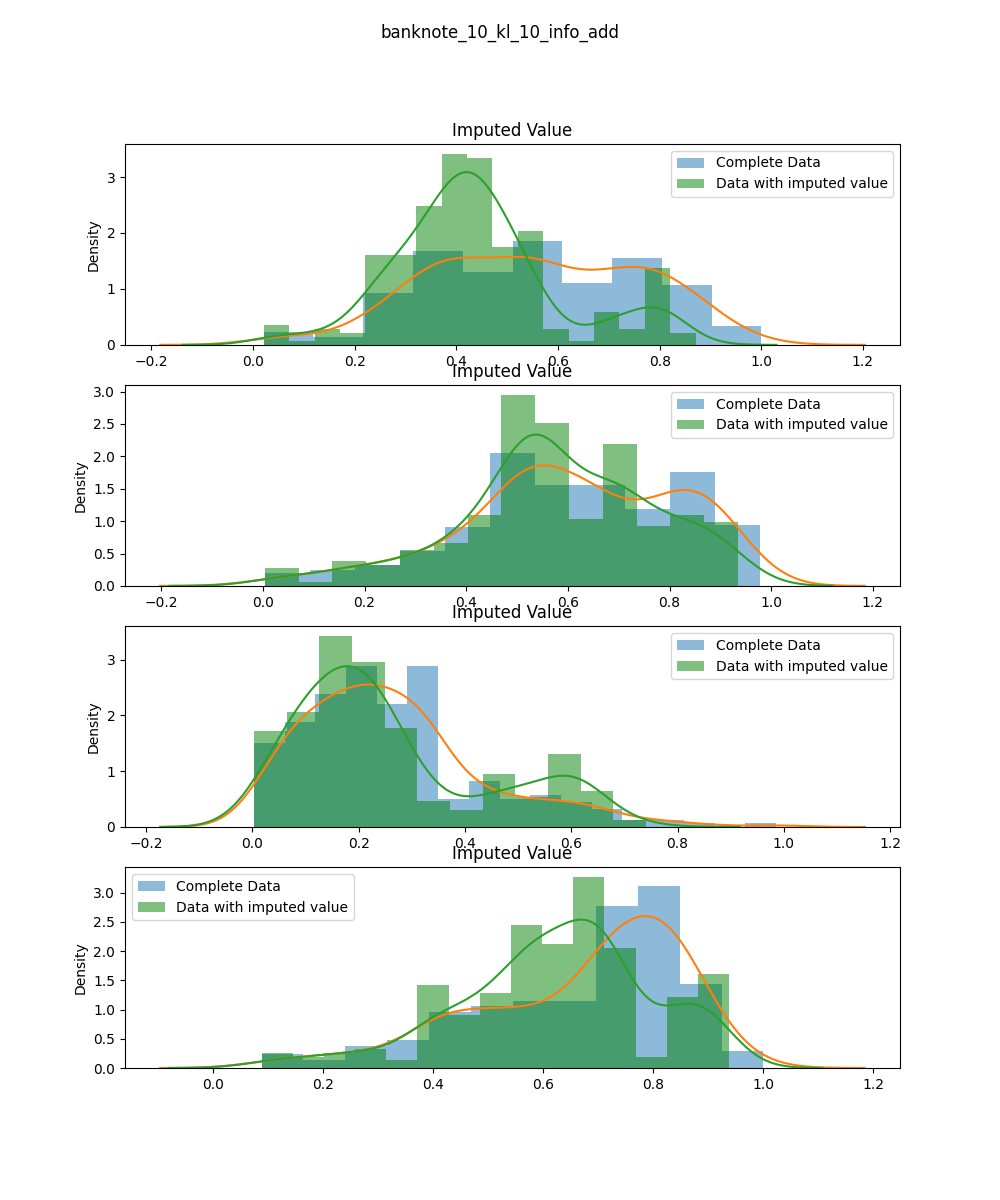 banknote_10_kl_10_info_add
Imputed Value
Density
3
2
1
0
Complete Data
Data with imputed value
−0.2 0.0 0.2 0.4 0.6 0.8 1.0 1.2
Imputed Value
Density
3.0
2.5
2.0
1.5
1.0
0.5
0.0
Complete Data
Data with imputed value
−0.2 0.0 0.2 0.4 0.6 0.8 1.0 1.2
Imputed Value
Density
3
2
1
0
Complete Data
Data with imputed value
−0.2 0.0 0.2 0.4 0.6 0.8 1.0 1.2
Imputed Value
Density
3.0
2.5
2.0
1.5
1.0
0.5
0.0
Complete Data
Data with imputed value
0.0 0.2 0.4 0.6 0.8 1.0 1.2